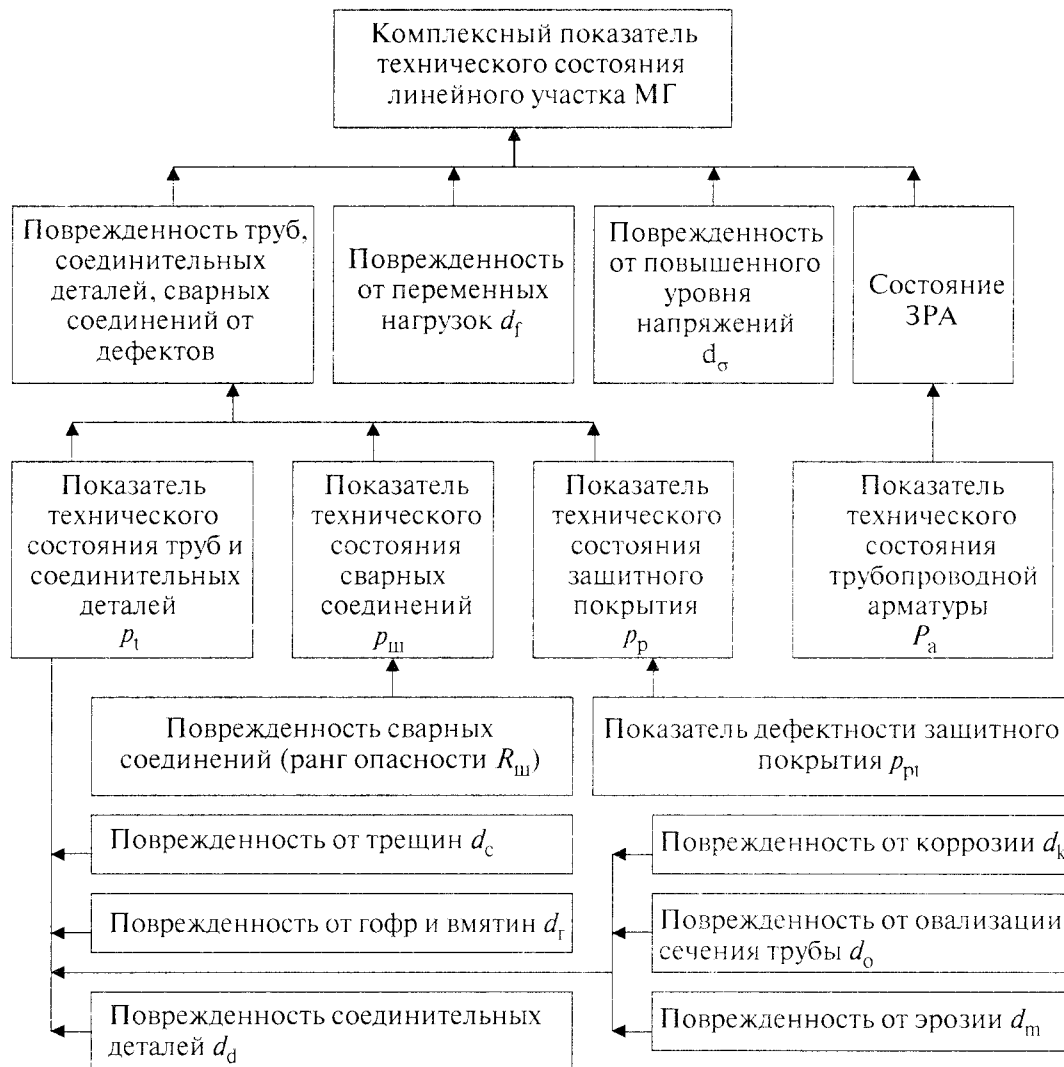 Комплексный показатель
технического состояния
линейного участка МГ
Поврежденность труб,
соединительных
деталей, сварных
соединений от
дефектов
Поврежденность
от переменных
нагрузок d_f
Поврежденность
от повышенного
уровня
напряжений
d_σ
Состояние
ЗРА
Показатель
технического
состояния труб и
соединительных
деталей
p_t
Показатель
технического
состояния
сварных
соединений
p_ш
Показатель
технического
состояния
защитного
покрытия
p_p
Показатель
технического
состояния
трубопроводной
арматуры
P_a
Поврежденность сварных
соединений (ранг опасности R_ш)
Показатель дефектности защитного
покрытия p_pt
Поврежденность от трещин d_c
Поврежденность от гофр и вмятин d_г
Поврежденность соединительных
деталей d_d
Поврежденность от коррозии d_k
Поврежденность от овализации
сечения трубы d_o
Поврежденность от эрозии d_m